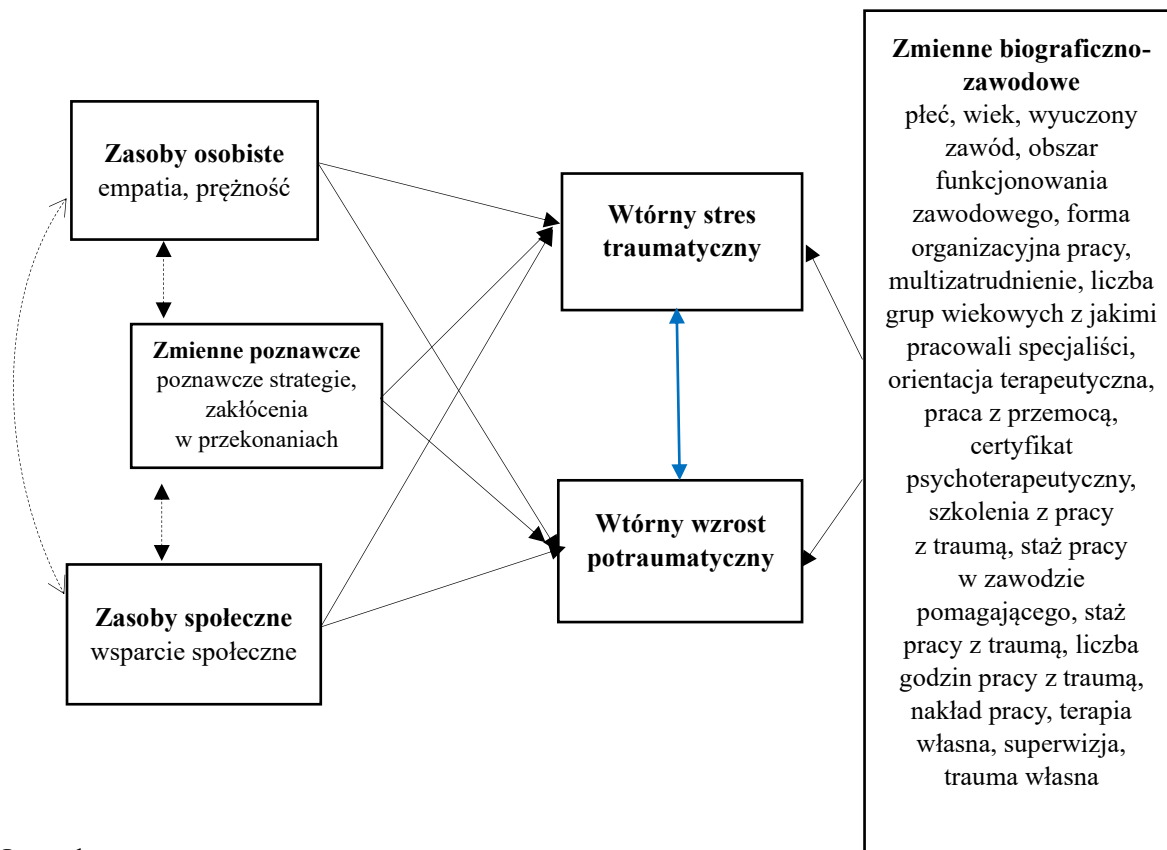 Zasoby osobiste
empatia, prężność
Zmienne poznawcze
poznawcze strategie,
zakłócenia
w przekonaniach
Zasoby społeczne
wsparcie społeczne
Wtórny stres
traumatyczny
Wtórny wzrost
potraumatyczny
Zmienne biograficzno-
zawodowe
płeć, wiek, wyuczony
zawód, obszar
funkcjonowania
zawodowego, forma
organizacyjna pracy,
multizatrudnienie, liczba
grup wiekowych z jakimi
pracowali specjaliści,
orientacja terapeutyczna,
praca z przemocą,
certyfikat
psychoterapeutyczny,
szkolenia z pracy
z traumą, staż pracy
w zawodzie
pomagającego, staż
pracy z traumą, liczba
godzin pracy z traumą,
nakład pracy, terapia
własna, superwizja,
trauma własna